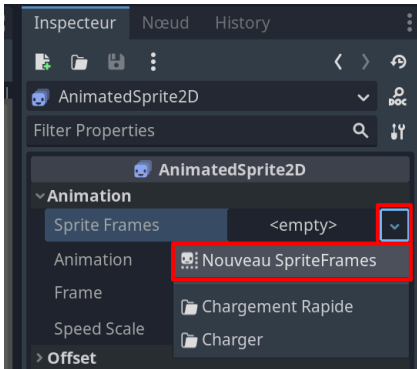 Inspecteur Nœud History
DOC
AnimatedSprite2D
Filter Properties
AnimatedSprite2D
Animation
Sprite Frames <empty>
Animation
Nouveau SpriteFrames
Frame
Chargement Rapide
Speed Scale
Charger
Offset